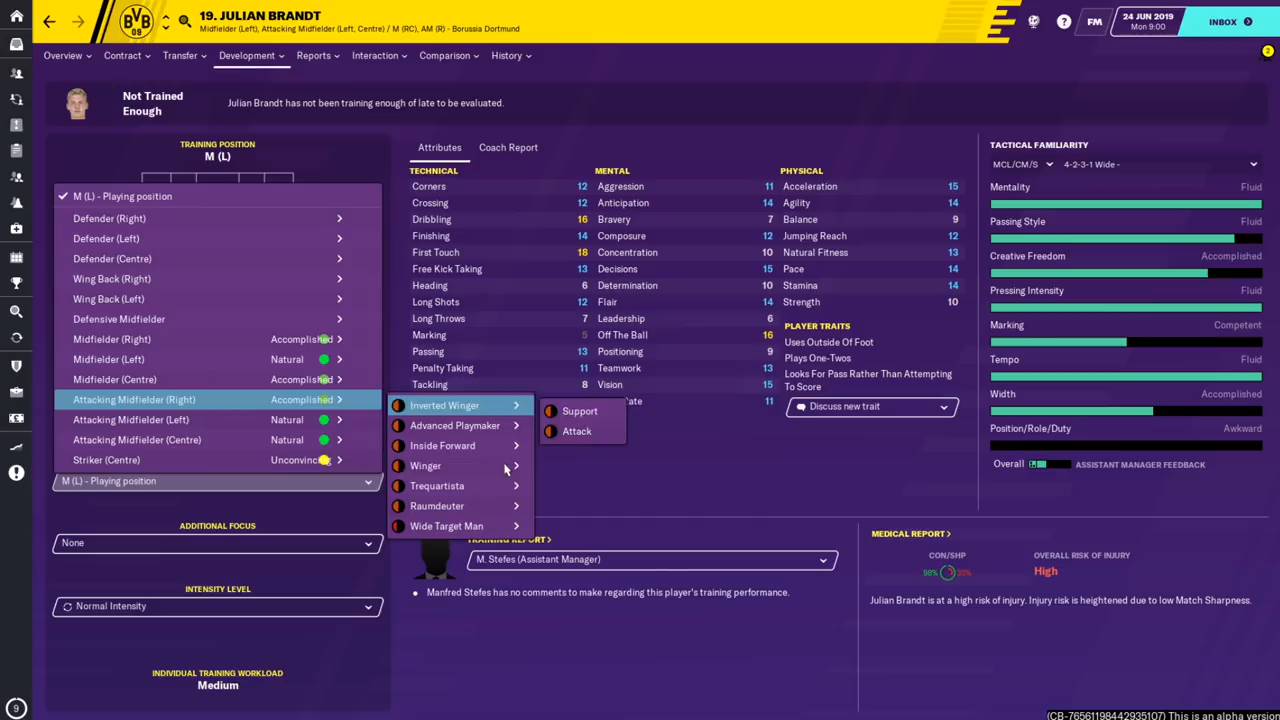 19. JULIAN BRANDT
Midfielder (Left), Attacking Midfielder (Left, Centre) / M (RC), AM (R) - Borussia Dortmund
BVB
09
FM
24 JUN 2019
Mon 9:00
INBOX
2
Overview
Contract
Transfer
Development
Reports
Interaction
Comparison
History
Not Trained
Enough
Julian Brandt has not been training enough of late to be evaluated.
TRAINING POSITION
M (L)
M (L) - Playing position
Defender (Right)
Defender (Left)
Defender (Centre)
Wing Back (Right)
Wing Back (Left)
Defensive Midfielder
Midfielder (Right) Accomplished
Midfielder (Left) Natural
Midfielder (Centre) Accomplished
Attacking Midfielder (Right) Accomplished
Attacking Midfielder (Left) Natural
Attacking Midfielder (Centre) Natural
Striker (Centre) Unconvincing
M (L) - Playing position
ADDITIONAL FOCUS
None
INTENSITY LEVEL
Normal Intensity
INDIVIDUAL TRAINING WORKLOAD
Medium
9
Inverted Winger
Advanced Playmaker
Inside Forward
Winger
Trequartista
Raumdeuter
Wide Target Man
Support
Attack
Attributes
Coach Report
TECHNICAL
Corners 12
Crossing 12
Dribbling 16
Finishing 14
First Touch 18
Free Kick Taking 13
Heading 6
Long Shots 12
Long Throws 7
Marking 5
Passing 13
Penalty Taking 11
Tackling 8
MENTAL
Aggression 11
Anticipation 14
Bravery 7
Composure 12
Concentration 10
Decisions 15
Determination 10
Flair 14
Leadership 6
Off The Ball 16
Positioning 9
Teamwork 13
Vision 15
ate 11
PHYSICAL
Acceleration 15
Agility 14
Balance 9
Jumping Reach 12
Natural Fitness 13
Pace 14
Stamina 14
Strength 10
PLAYER TRAITS
Uses Outside Of Foot
Plays One-Twos
Looks For Pass Rather Than Attempting
To Score
Discuss new trait
TACTICAL FAMILIARITY
MCL/CM/S
4-2-3-1 Wide -
Mentality Fluid
Passing Style Fluid
Creative Freedom Accomplished
Pressing Intensity Fluid
Marking Competent
Tempo Fluid
Width Accomplished
Position/Role/Duty Awkward
Overall
ASSISTANT MANAGER FEEDBACK
TRAINING REPORT
M. Stefes (Assistant Manager)
Manfred Stefes has no comments to make regarding this player's training performance.
MEDICAL REPORT
CON/SHP
OVERALL RISK OF INJURY
High
Julian Brandt is at a high risk of injury. Injury risk is heightened due to low Match Sharpness.
(CB-76561198442935107) This is an alpha version